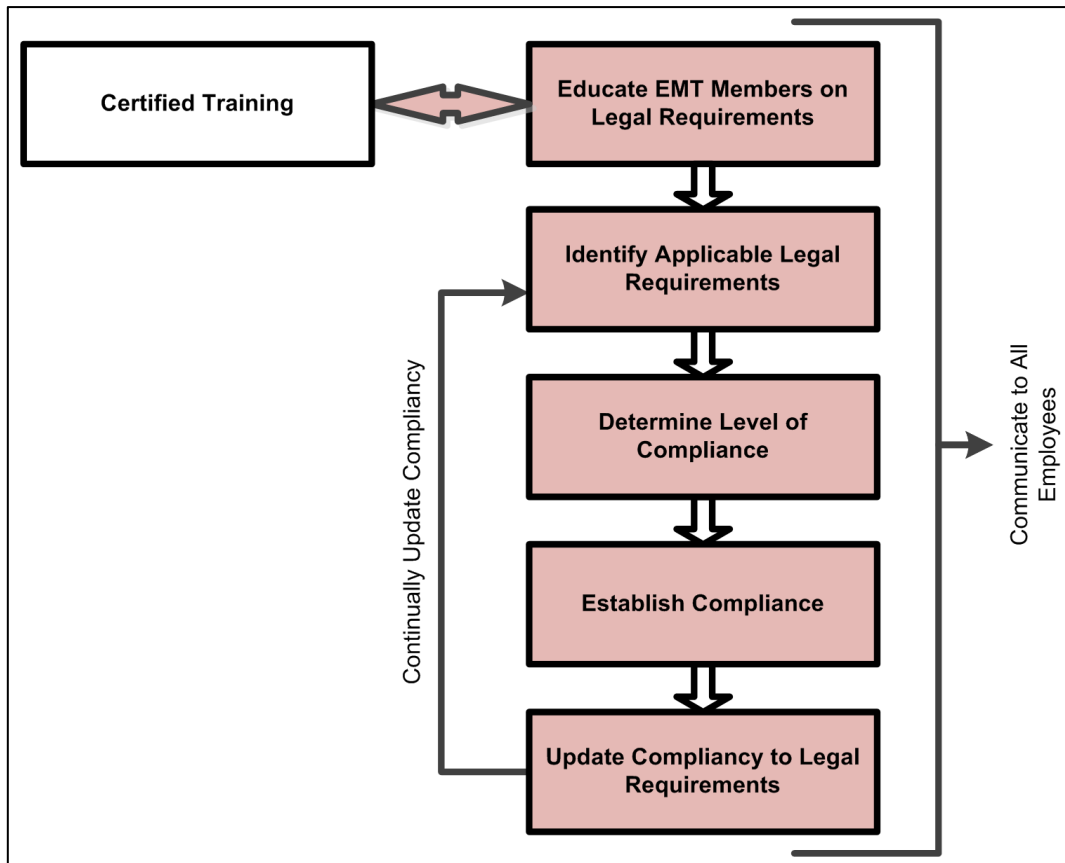 Certified Training
Educate EMT Members on
Legal Requirements
Identify Applicable Legal
Requirements
Determine Level of
Compliance
Establish Compliance
Update Compliancy to Legal
Requirements
Continually Update Compliancy
Communicate to All
Employees